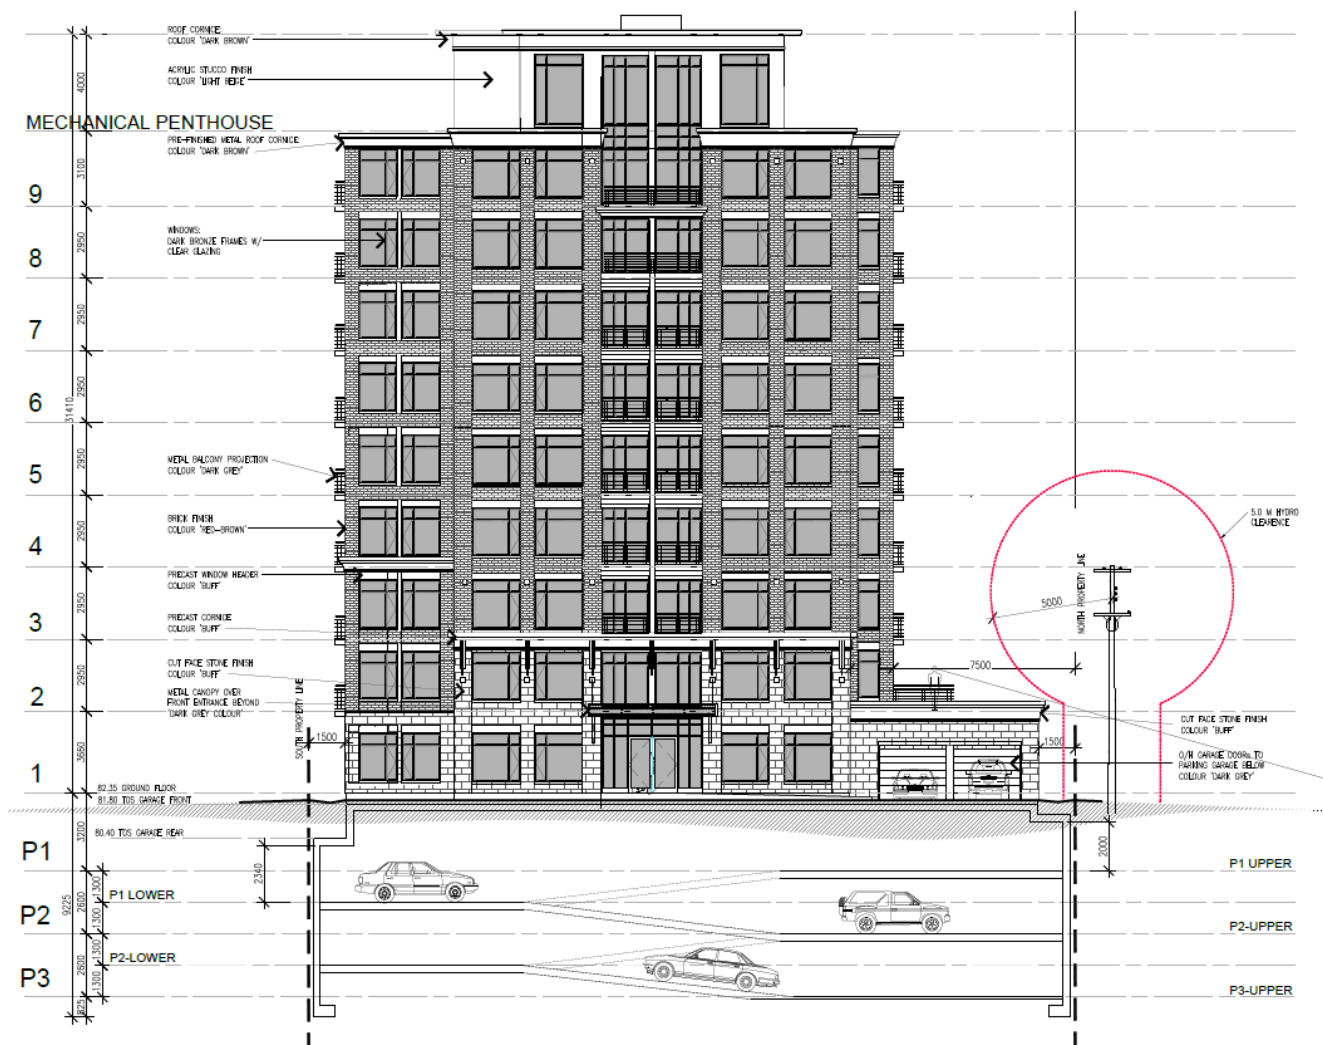 ROOF CORNICE
COLOUR 'DARK BROWN'
ACRYLIC STUCCO FINISH
COLOUR 'LIGHT BEIGE'
4000
MECHANICAL PENTHOUSE
PRE-FINISHED METAL ROOF CORNICE
COLOUR 'DARK BROWN'
3100
9
WINDOWS:
DARK BRONZE FRAMES W/
CLEAR GLAZING
2950
8
2950
7
2950
6
31410
2950
METAL BALCONY PROJECTION
COLOUR 'DARK GREY'
5
2950
BRICK FINISH
COLOUR 'RED-BROWN'
4
2950
PRECAST WINDOW HEADER
COLOUR 'BUFF'
3
PRECAST CORNICE
COLOUR 'BUFF'
2950
CUT FACE STONE FINISH
COLOUR 'BUFF'
METAL CANOPY OVER
FRONT ENTRANCE BEYOND
'DARK GREY COLOUR'
2
2950
SOUTH PROPERTY LINE
1500
3660
1
82.35 GROUND FLOOR
81.80 TOS GARAGE FRONT
5.0 M HYDRO
CLEARENCE
NORTH PROPERTY LINE
5000
7500
CUT FACE STONE FINISH
COLOUR 'BUFF'
1500
O/H GARAGE DOORs TO
PARKING GARAGE BELOW
COLOUR 'DARK GREY'
80.40 TOS GARAGE REAR
3200
2000
P1
2340
P1 UPPER
1300
P1 LOWER
9225
2600
P2
1300
P2-UPPER
1300
P2-LOWER
2600
P3
1300
P3-UPPER
825